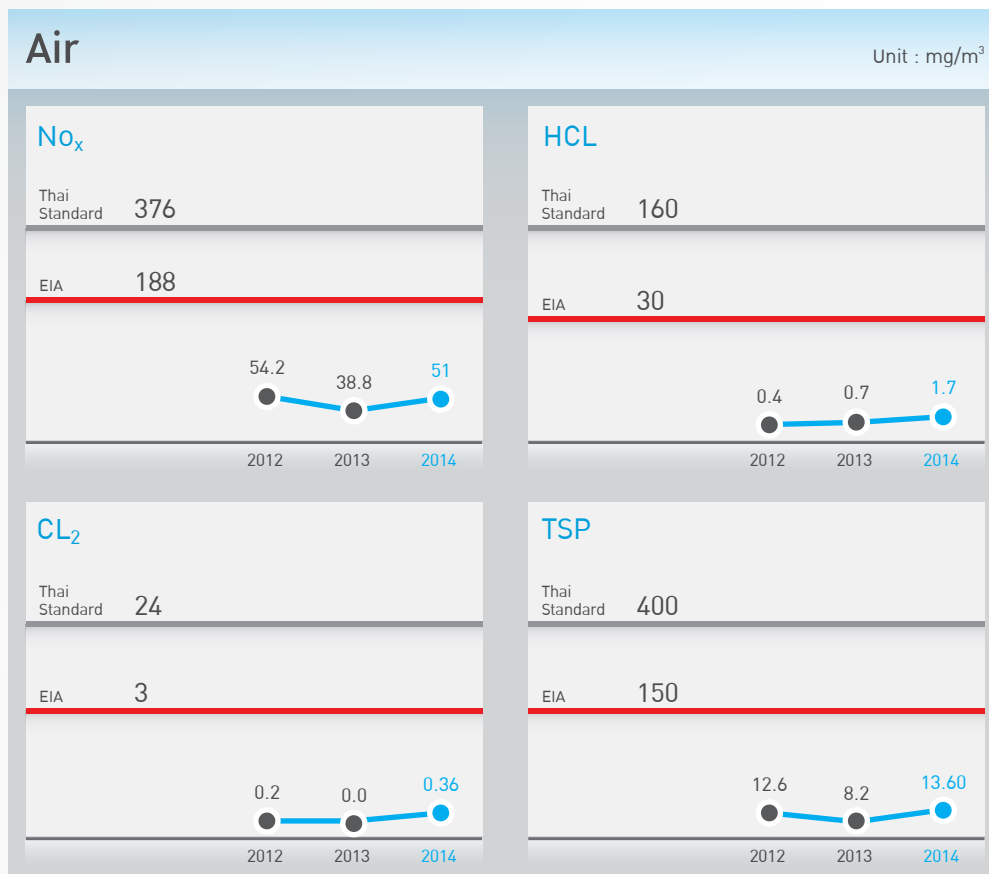 Air
Unit : mg/m³
Noₓ
Thai
Standard 376
EIA 188
54.2 38.8 51
2012 2013 2014
HCL
Thai
Standard 160
EIA 30
0.4 0.7 1.7
2012 2013 2014
CL₂
Thai
Standard 24
EIA 3
0.2 0.0 0.36
2012 2013 2014
TSP
Thai
Standard 400
EIA 150
12.6 8.2 13.60
2012 2013 2014